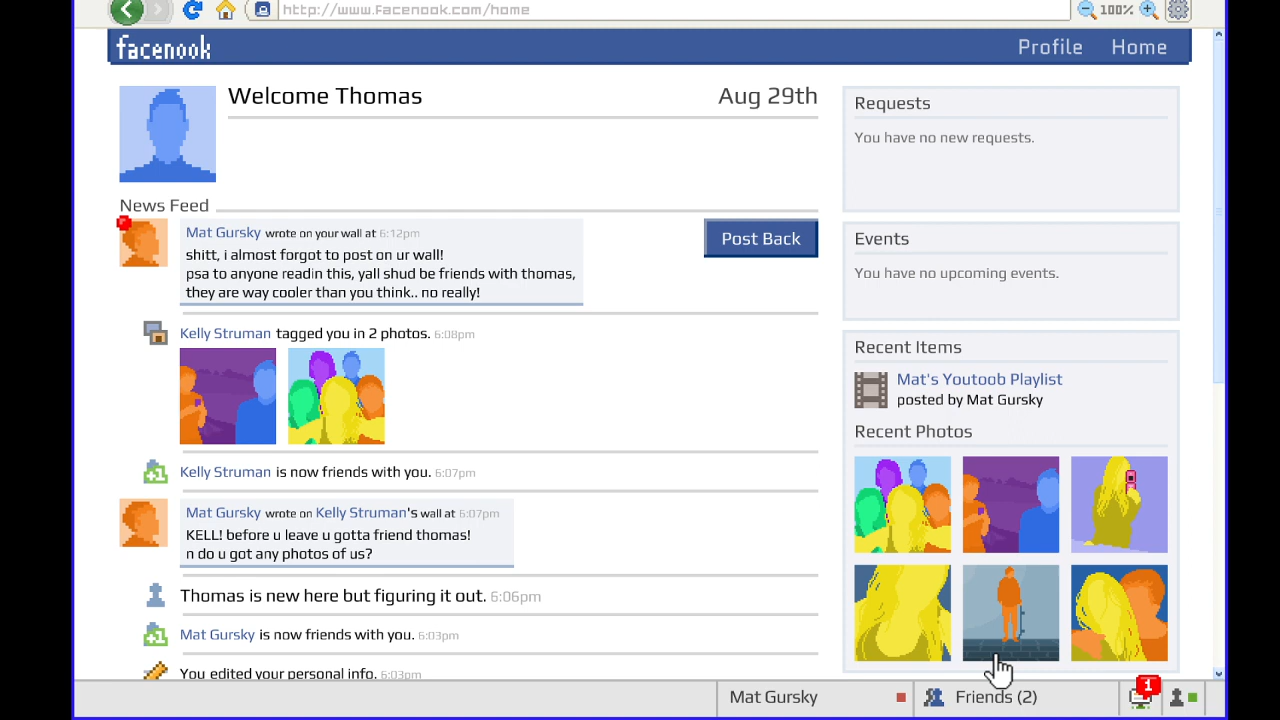 http://www.facenook.com/home
100%
facenook
Profile
Home
Welcome Thomas
Aug 29th
News Feed
Mat Gursky wrote on your wall at 6:12pm
shitt, i almost forgot to post on ur wall!
psa to anyone readin this, yall shud be friends with thomas,
they are way cooler than you think.. no really!
Post Back
Kelly Struman tagged you in 2 photos. 6:08pm
Kelly Struman is now friends with you. 6:07pm
Mat Gursky wrote on Kelly Struman's wall at 6:07pm
KELL! before u leave u gotta friend thomas!
n do u got any photos of us?
Thomas is new here but figuring it out. 6:06pm
Mat Gursky is now friends with you. 6:03pm
You edited your personal info. 6:03pm
Requests
You have no new requests.
Events
You have no upcoming events.
Recent Items
Mat's Youtoob Playlist
posted by Mat Gursky
Recent Photos
+1
+1
Mat Gursky
Friends (2)
1